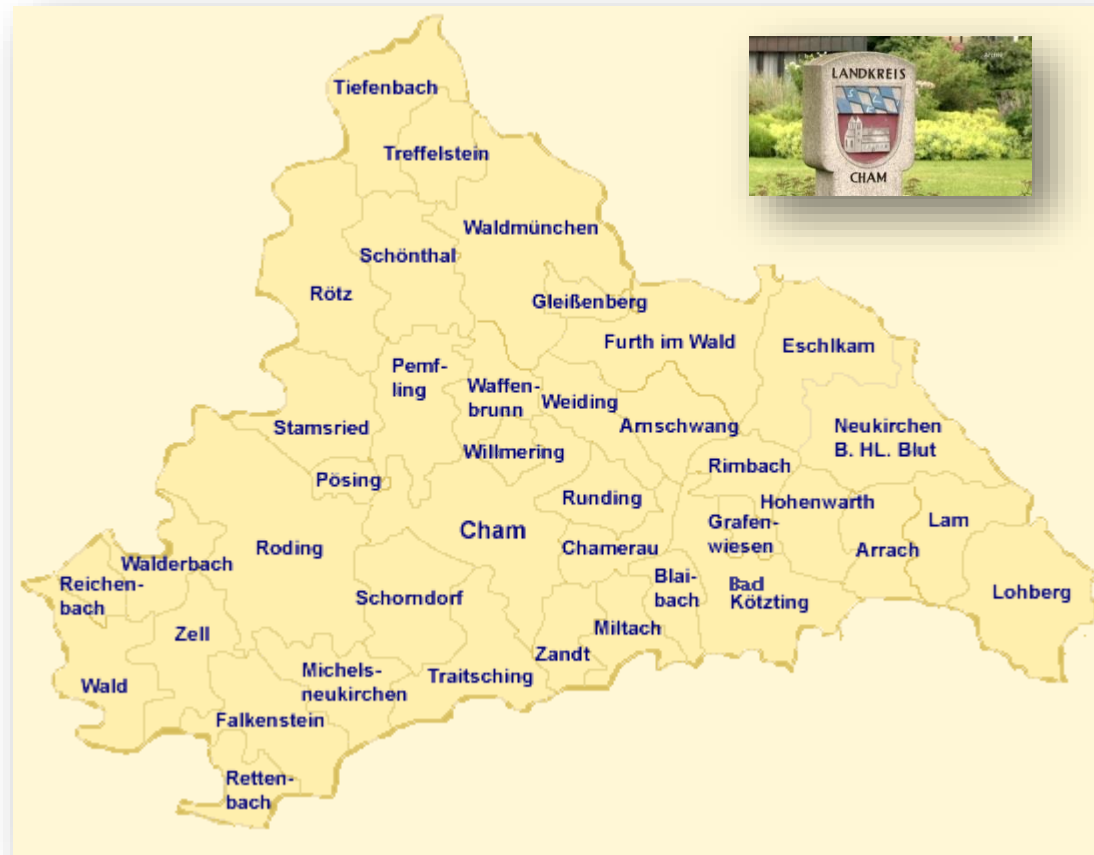 Archiv
LANDKREIS
CHAM
Tiefenbach
Treffelstein
Waldmünchen
Schönthal
Rötz
Gleißenberg
Furth im Wald
Eschlkam
Pemf-
ling
Waffen-
brunn
Weiding
Arnschwang
Neukirchen
B. HL. Blut
Stamsried
Willmering
Rimbach
Pösing
Runding
Hohenwarth
Lam
Cham
Grafen-
wiesen
Roding
Chamerau
Arrach
Walderbach
Reichen-
bach
Blai-
bach
Bad
Kötzting
Lohberg
Schorndorf
Zell
Miltach
Zandt
Michels-
neukirchen
Traitsching
Wald
Falkenstein
Retten-
bach